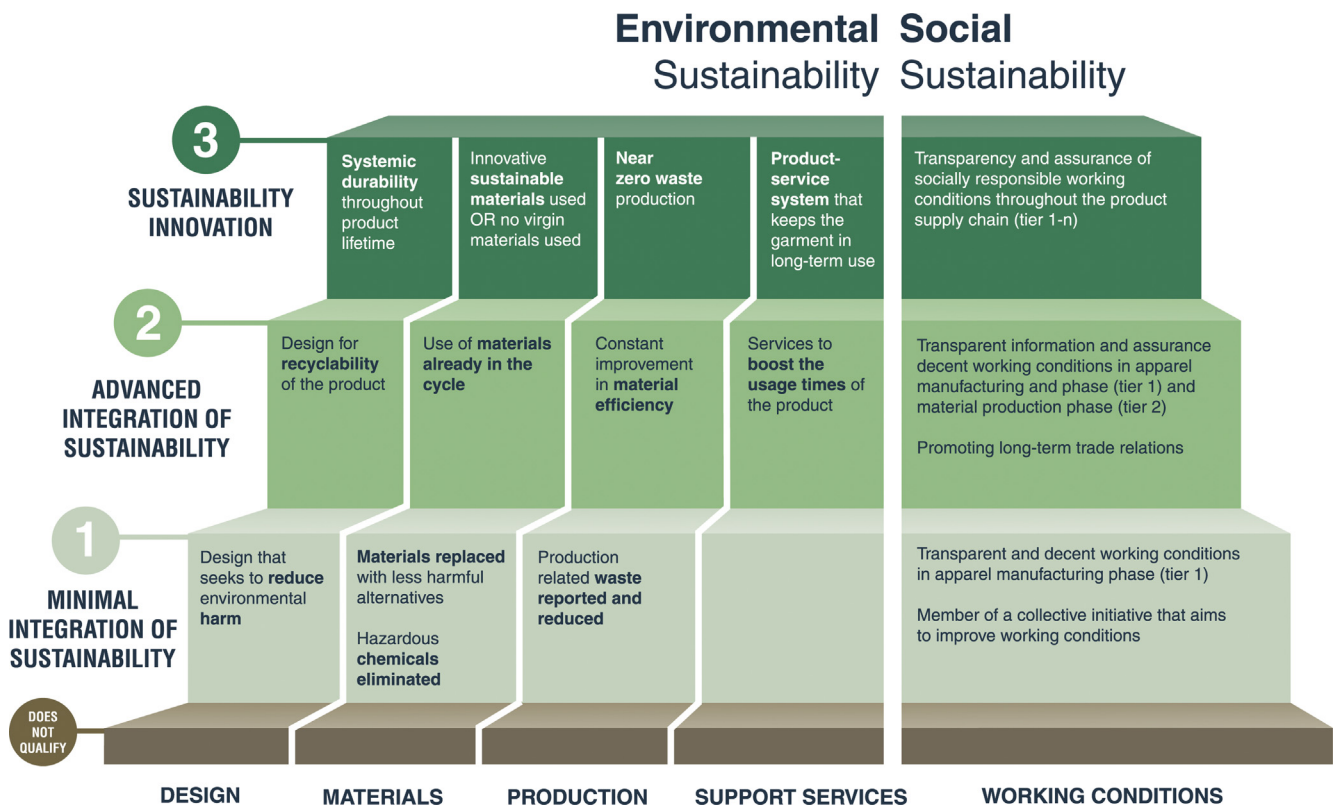 Environmental Social
Sustainability Sustainability
3
SUSTAINABILITY
INNOVATION
Systemic
durability
throughout
product
lifetime
Innovative
sustainable
materials used
OR no virgin
materials used
Near
zero waste
production
Product-
service
system that
keeps the
garment in
long-term use
Transparency and assurance of
socially responsible working
conditions throughout the product
supply chain (tier 1-n)
2
ADVANCED
INTEGRATION OF
SUSTAINABILITY
Design for
recyclability
of the product
Use of materials
already in the
cycle
Constant
improvement
in material
efficiency
Services to
boost the
usage times of
the product
Transparent information and assurance
decent working conditions in apparel
manufacturing and phase (tier 1) and
material production phase (tier 2)
Promoting long-term trade relations
1
MINIMAL
INTEGRATION OF
SUSTAINABILITY
Design that
seeks to reduce
environmental
harm
Materials replaced
with less harmful
alternatives
Hazardous
chemicals
eliminated
Production
related waste
reported and
reduced
Transparent and decent working conditions
in apparel manufacturing phase (tier 1)
Member of a collective initiative that aims
to improve working conditions
DOES
NOT
QUALIFY
DESIGN
MATERIALS
PRODUCTION
SUPPORT SERVICES
WORKING CONDITIONS